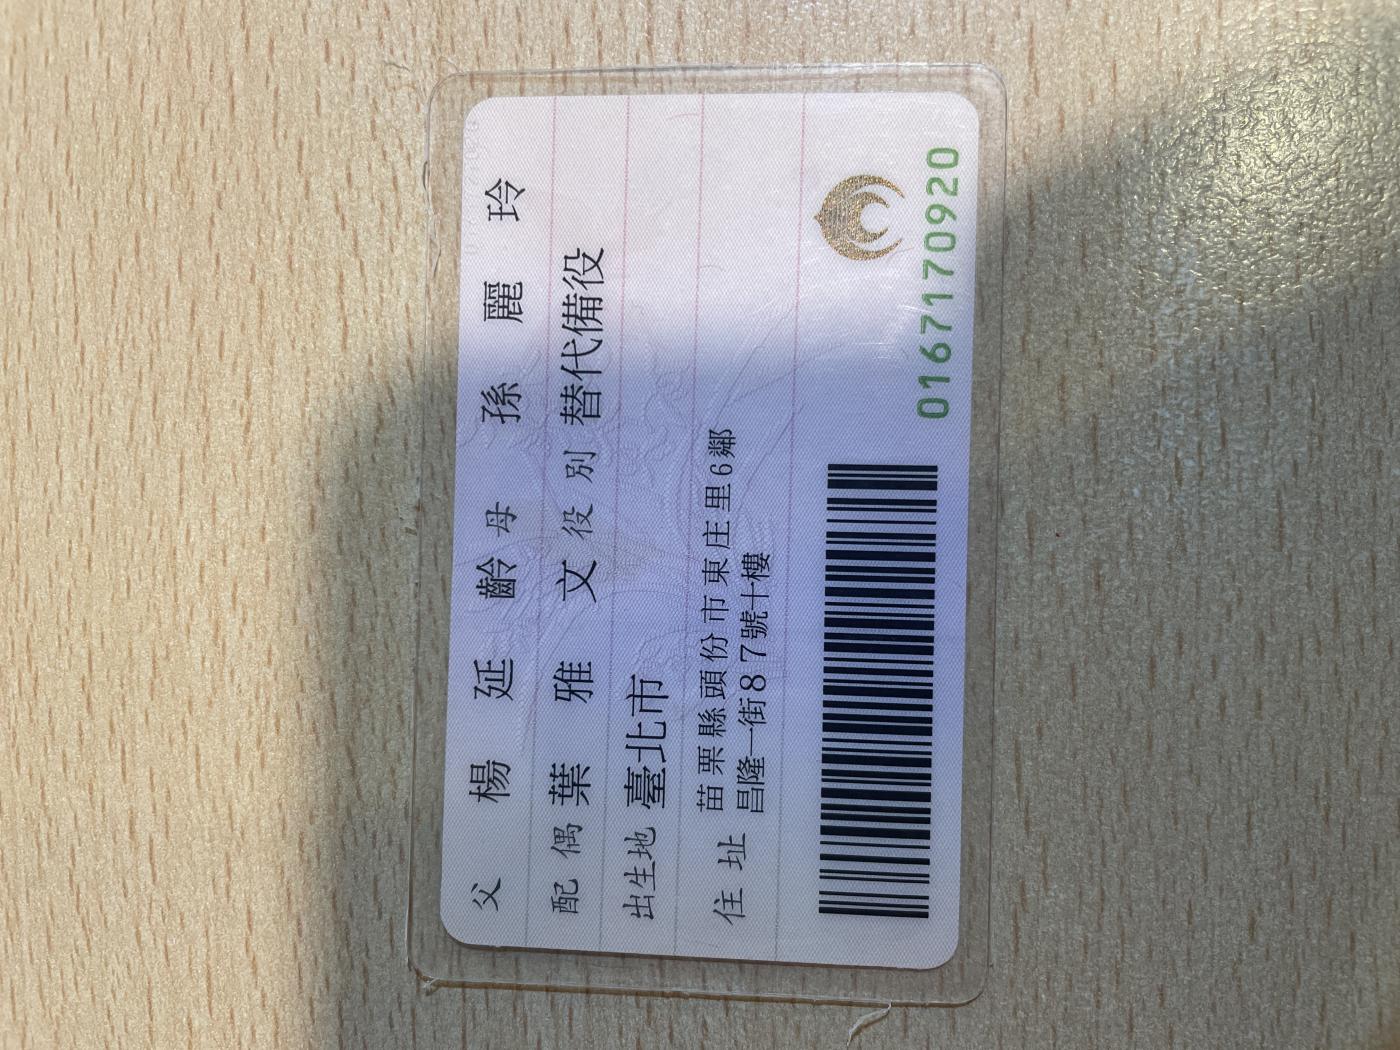 父 楊延齡 母 孫麗玲
配偶 葉雅文 役別 替代備役
出生地 臺北市
住址 苗栗縣頭份市東庄里6鄰
昌隆一街87號十樓
0167170920